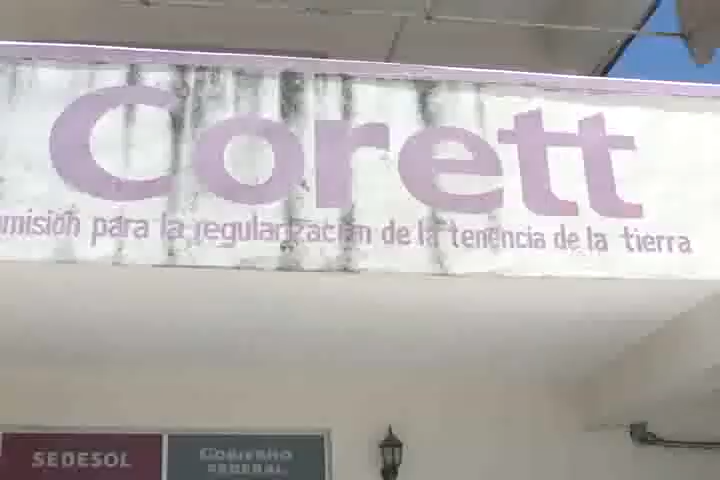 Corett
misión para la regularización de la tenencia de la tierra
SEDESOL
GOBIERNO
FEDERAL